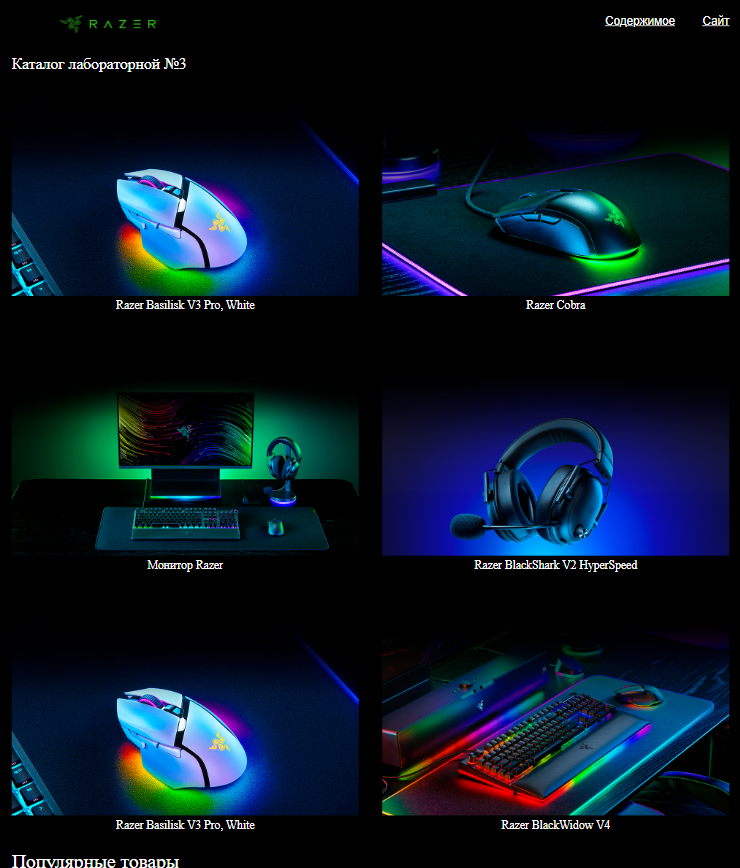 RAZER
Содержимое Сайт
Каталог лабораторной №3
Razer Basilisk V3 Pro, White
Razer Cobra
Монитор Razer
Razer BlackShark V2 HyperSpeed
Razer Basilisk V3 Pro, White
Razer BlackWidow V4
Популярные товары